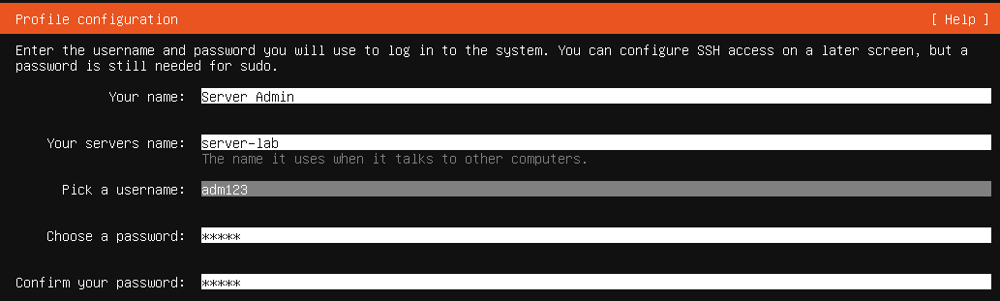 Profile configuration [ Help ]
Enter the username and password you will use to log in to the system. You can configure SSH access on a later screen, but a
password is still needed for sudo.
Your name: Server Admin
Your servers name: server-lab
The name it uses when it talks to other computers.
Pick a username: adm123
Choose a password: *****
Confirm your password: *****